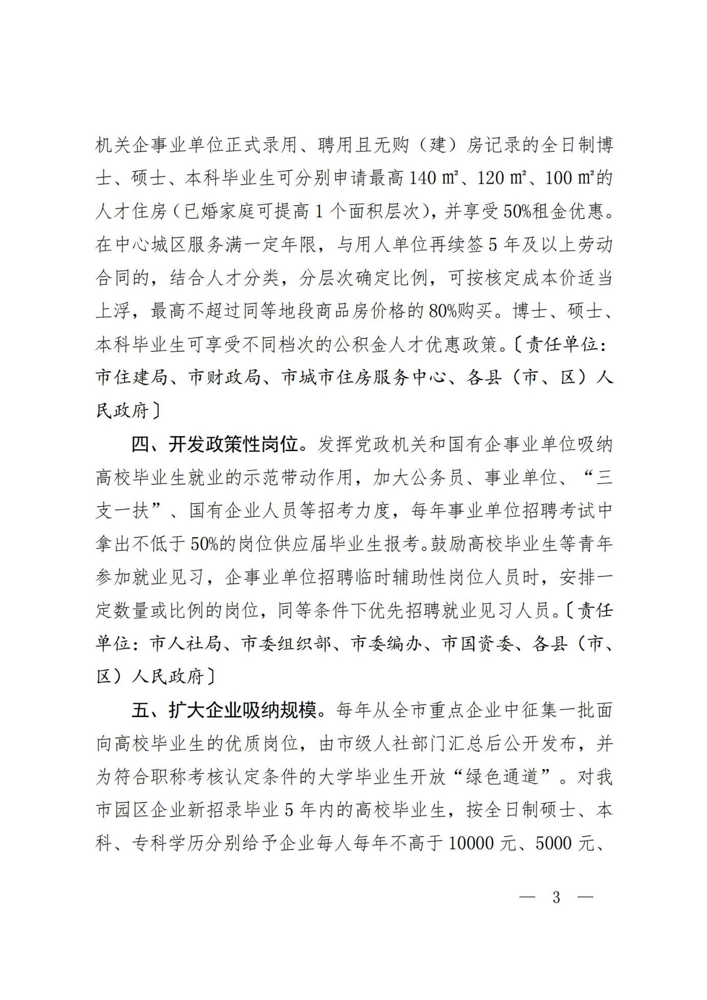 机关企事业单位正式录用、聘用且无购（建）房记录的全日制博
士、硕士、本科毕业生可分别申请最高 140 ㎡、120 ㎡、100 ㎡的
人才住房（已婚家庭可提高 1 个面积层次），并享受 50%租金优惠。
在中心城区服务满一定年限，与用人单位再续签 5 年及以上劳动
合同的，结合人才分类，分层次确定比例，可按核定成本价适当
上浮，最高不超过同等地段商品房价格的 80%购买。博士、硕士、
本科毕业生可享受不同档次的公积金人才优惠政策。〔责任单位：
市住建局、市财政局、市城市住房服务中心、各县（市、区）人
民政府〕
四、开发政策性岗位。发挥党政机关和国有企事业单位吸纳
高校毕业生就业的示范带动作用，加大公务员、事业单位、“三
支一扶”、国有企业人员等招考力度，每年事业单位招聘考试中
拿出不低于 50%的岗位供应届毕业生报考。鼓励高校毕业生等青年
参加就业见习，企事业单位招聘临时辅助性岗位人员时，安排一
定数量或比例的岗位，同等条件下优先招聘就业见习人员。〔责任
单位：市人社局、市委组织部、市委编办、市国资委、各县（市、
区）人民政府〕
五、扩大企业吸纳规模。每年从全市重点企业中征集一批面
向高校毕业生的优质岗位，由市级人社部门汇总后公开发布，并
为符合职称考核认定条件的大学毕业生开放“绿色通道”。对我
市园区企业新招录毕业 5 年内的高校毕业生，按全日制硕士、本
科、专科学历分别给予企业每人每年不高于 10000 元、5000 元、
— 3 —